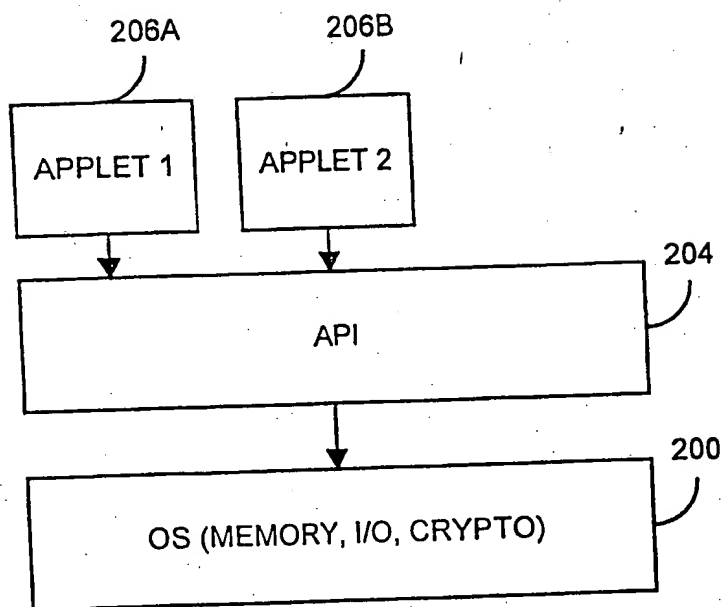 206A
206B
APPLET 1
APPLET 2
204
API
200
OS (MEMORY, I/O, CRYPTO)